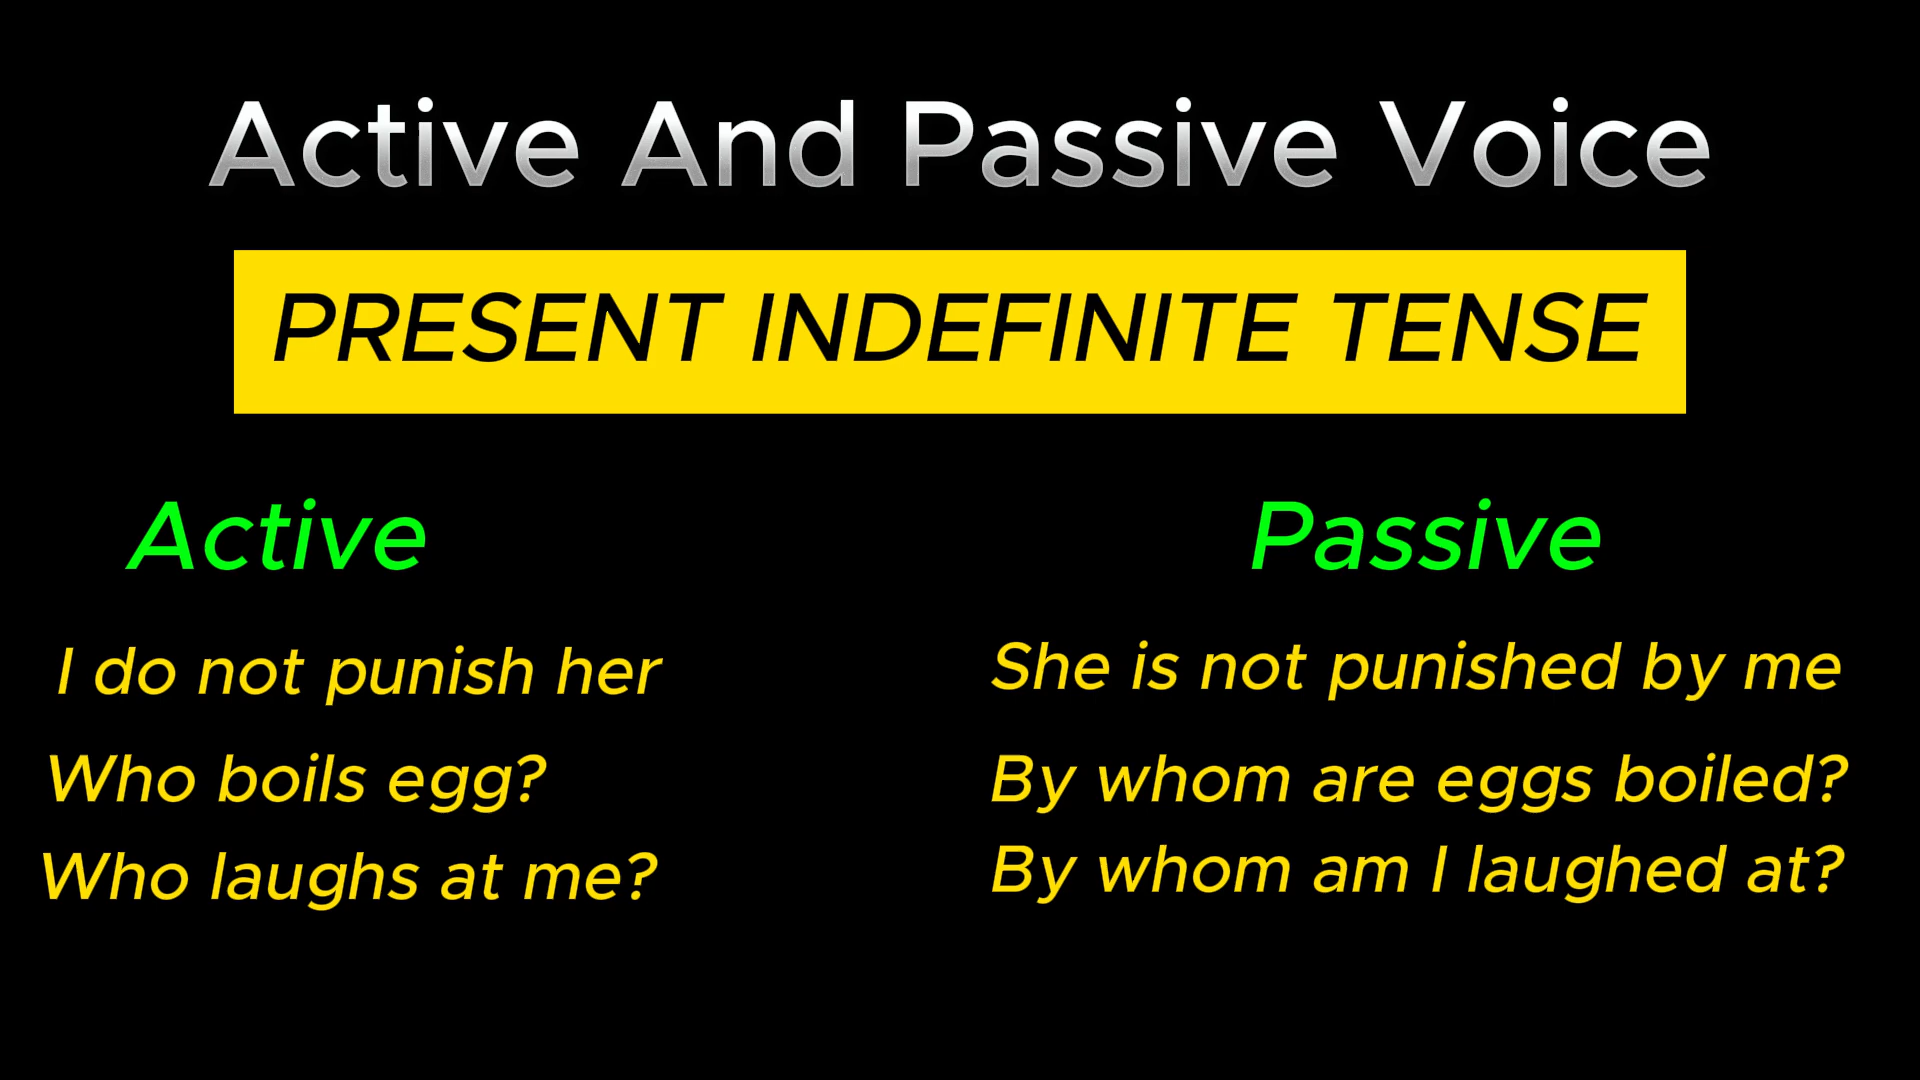 Active And Passive Voice
PRESENT INDEFINITE TENSE
Active
Passive
I do not punish her
She is not punished by me
Who boils egg?
By whom are eggs boiled?
Who laughs at me?
By whom am I laughed at?